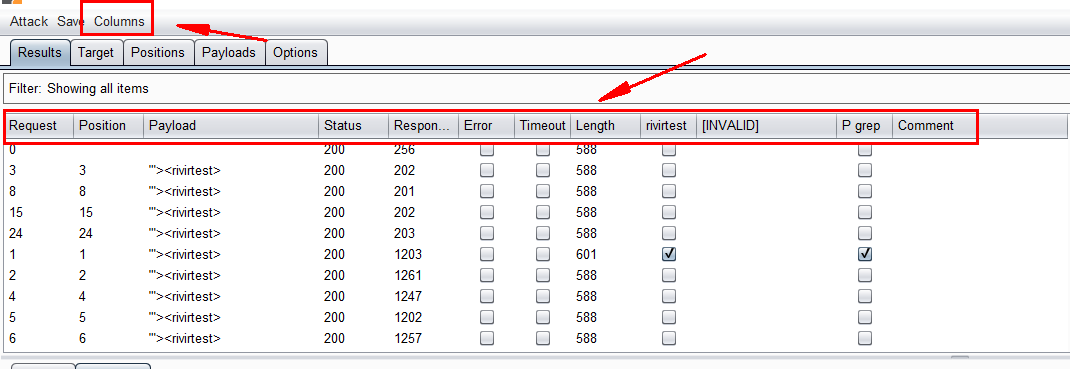 Attack Save Columns
Results Target Positions Payloads Options
Filter: Showing all items
Request Position Payload Status Respon... Error Timeout Length rivirtest [INVALID] P grep Comment
0 200 256 588
3 3 '"><rivirtest> 200 202 588
8 8 '"><rivirtest> 200 201 588
15 15 '"><rivirtest> 200 202 588
24 24 '"><rivirtest> 200 203 588
1 1 '"><rivirtest> 200 1203 601
2 2 '"><rivirtest> 200 1261 588
4 4 '"><rivirtest> 200 1247 588
5 5 '"><rivirtest> 200 1202 588
6 6 '"><rivirtest> 200 1257 588